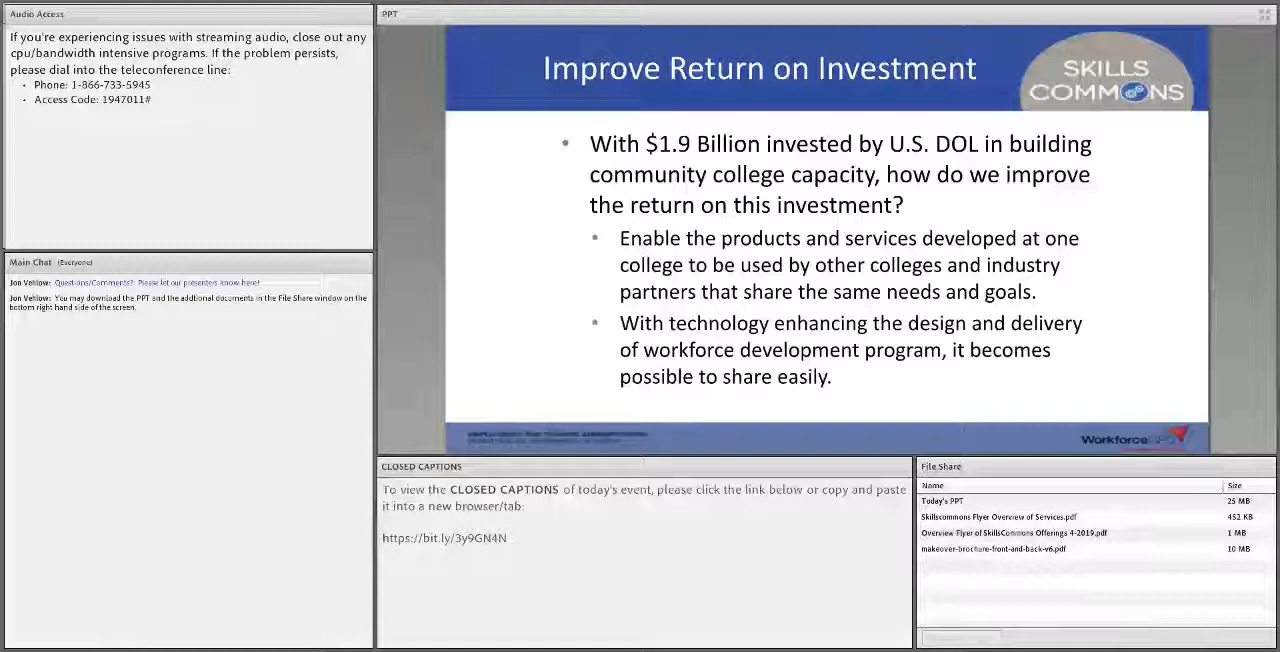 Audio Access
If you're experiencing issues with streaming audio, close out any
cpu/bandwidth intensive programs. If the problem persists,
please dial into the teleconference line:
• Phone: 1-866-733-5945
• Access Code: 1947011#
Main Chat (Everyone)
Jon Vehlow: Questions/Comments? Please let our presenters know here!
Jon Vehlow: You may download the PPT and the addtional documents in the File Share window on the
bottom right hand side of the screen.
PPT
Improve Return on Investment
SKILLS
COMMONS
• With $1.9 Billion invested by U.S. DOL in building
community college capacity, how do we improve
the return on this investment?
• Enable the products and services developed at one
college to be used by other colleges and industry
partners that share the same needs and goals.
• With technology enhancing the design and delivery
of workforce development program, it becomes
possible to share easily.
WorkforceGPS
CLOSED CAPTIONS
To view the CLOSED CAPTIONS of today's event, please click the link below or copy and paste
it into a new browser/tab:
https://bit.ly/3y9GN4N
File Share
Name Size
Today's PPT 25 MB
Skillscommons Flyer Overview of Services.pdf 452 KB
Overview Flyer of SkillsCommons Offerings 4-2019.pdf 1 MB
makeover-brochure-front-and-back-v6.pdf 10 MB